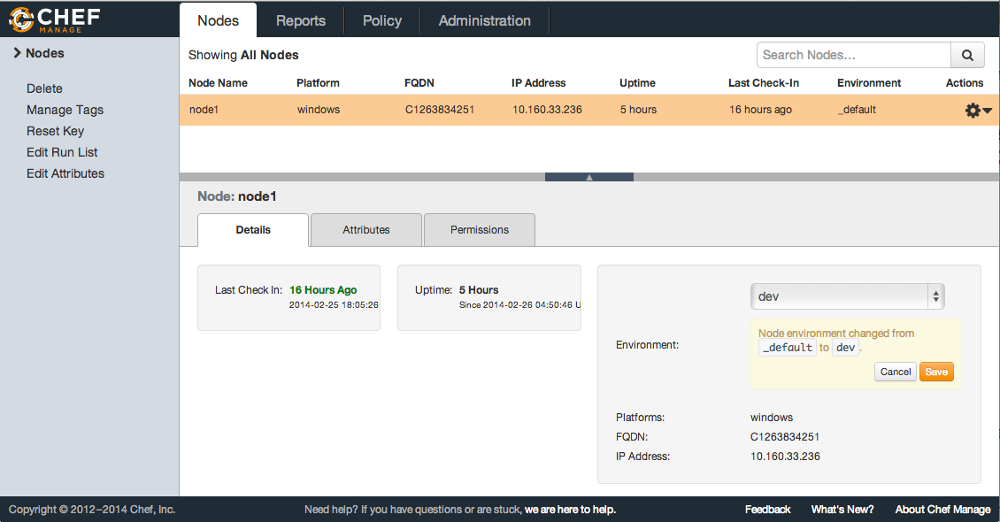 CHEF
MANAGE
Nodes
Reports
Policy
Administration
Nodes
Delete
Manage Tags
Reset Key
Edit Run List
Edit Attributes
Showing All Nodes
Search Nodes...
Node Name Platform FQDN IP Address Uptime Last Check-In Environment Actions
node1 windows C1263834251 10.160.33.236 5 hours 16 hours ago _default
Node: node1
Details
Attributes
Permissions
Last Check In: 16 Hours Ago
2014-02-25 18:05:26
Uptime: 5 Hours
Since 2014-02-26 04:50:46 U
dev
Environment:
Node environment changed from
_default to dev.
Cancel
Save
Platforms: windows
FQDN: C1263834251
IP Address: 10.160.33.236
Copyright © 2012–2014 Chef, Inc.
Need help? If you have questions or are stuck, we are here to help.
Feedback
What's New?
About Chef Manage